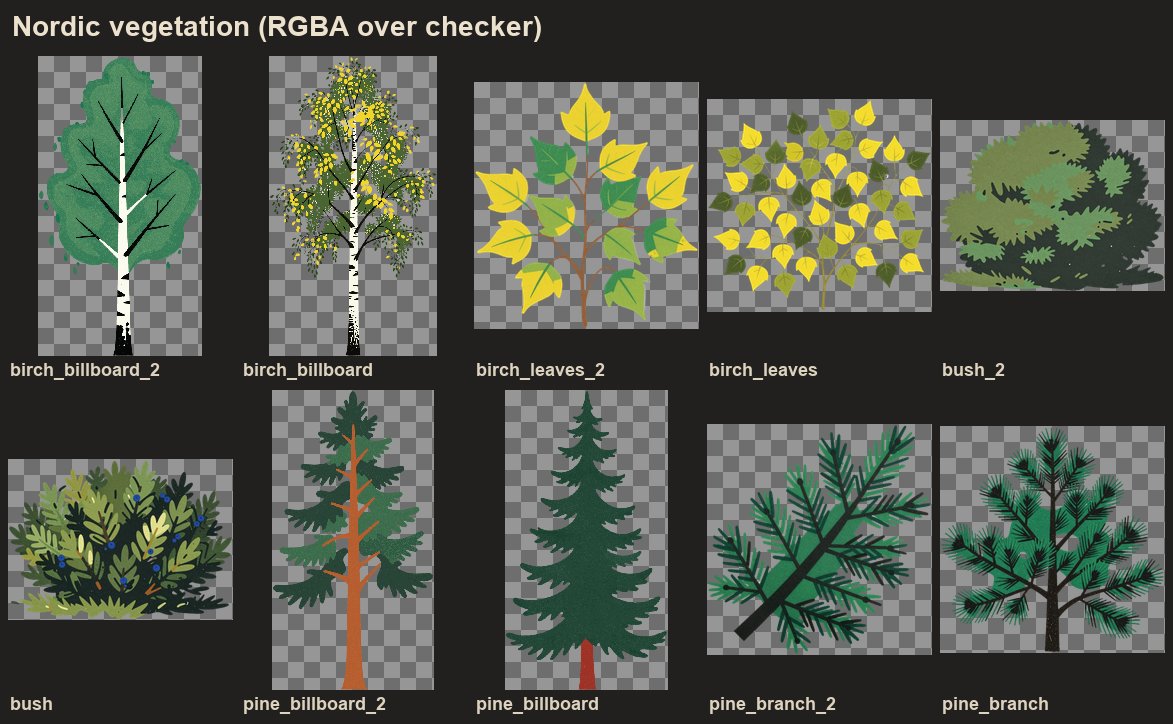 Nordic vegetation (RGBA over checker)
birch_billboard_2
birch_billboard
birch_leaves_2
birch_leaves
bush_2
bush
pine_billboard_2
pine_billboard
pine_branch_2
pine_branch